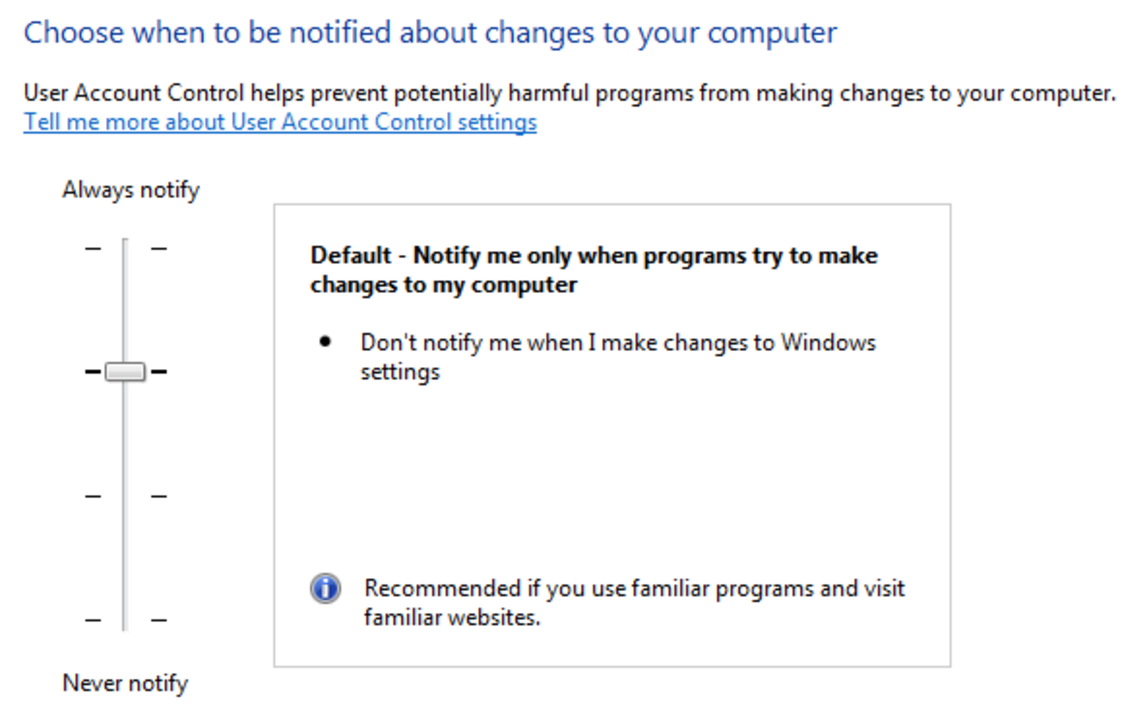 Choose when to be notified about changes to your computer
User Account Control helps prevent potentially harmful programs from making changes to your computer.
Tell me more about User Account Control settings
Always notify
Default - Notify me only when programs try to make
changes to my computer
• Don't notify me when I make changes to Windows
settings
Recommended if you use familiar programs and visit
familiar websites.
Never notify